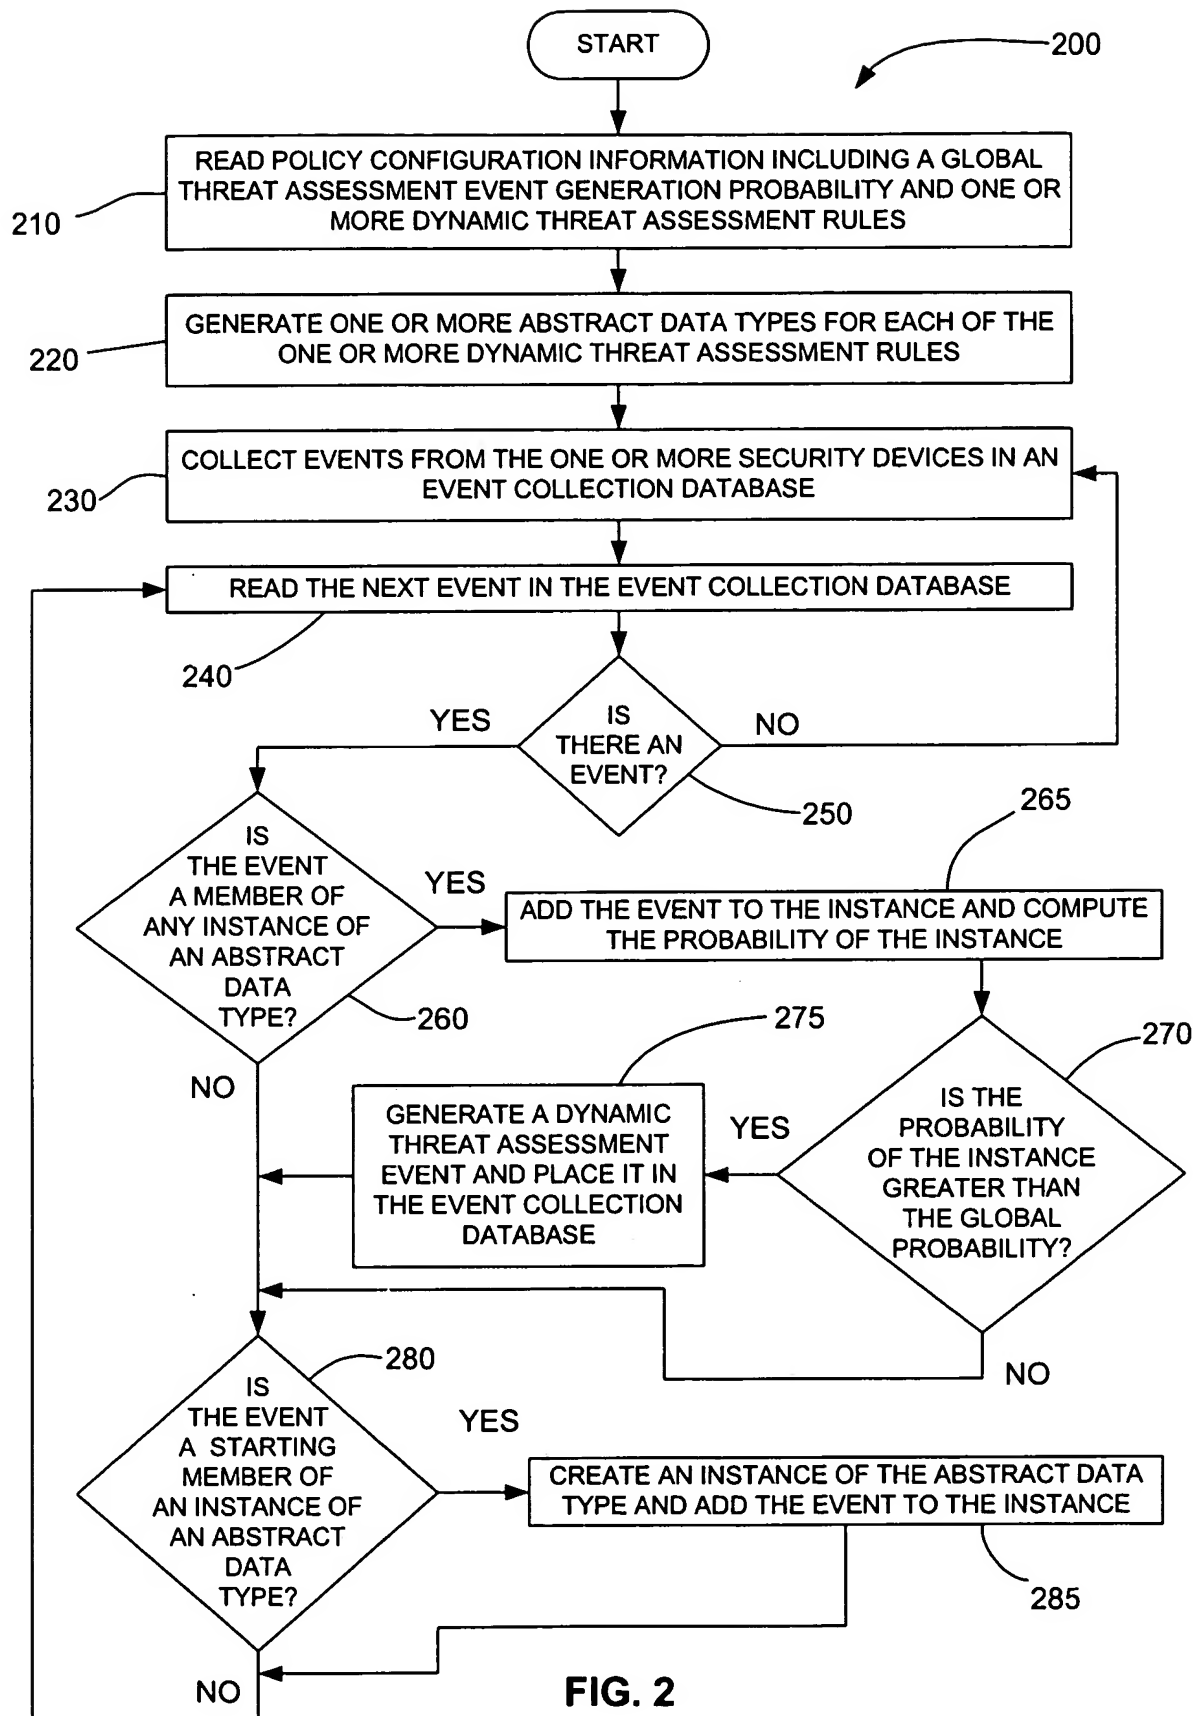 START
200
READ POLICY CONFIGURATION INFORMATION INCLUDING A GLOBAL
THREAT ASSESSMENT EVENT GENERATION PROBABILITY AND ONE OR
MORE DYNAMIC THREAT ASSESSMENT RULES
210
GENERATE ONE OR MORE ABSTRACT DATA TYPES FOR EACH OF THE
ONE OR MORE DYNAMIC THREAT ASSESSMENT RULES
220
COLLECT EVENTS FROM THE ONE OR MORE SECURITY DEVICES IN AN
EVENT COLLECTION DATABASE
230
READ THE NEXT EVENT IN THE EVENT COLLECTION DATABASE
240
YES
IS
THERE AN
EVENT?
NO
250
IS
THE EVENT
A MEMBER OF
ANY INSTANCE OF
AN ABSTRACT
DATA
TYPE?
260
YES
NO
265
ADD THE EVENT TO THE INSTANCE AND COMPUTE
THE PROBABILITY OF THE INSTANCE
270
IS THE
PROBABILITY
OF THE INSTANCE
GREATER THAN
THE GLOBAL
PROBABILITY?
YES
NO
275
GENERATE A DYNAMIC
THREAT ASSESSMENT
EVENT AND PLACE IT IN
THE EVENT COLLECTION
DATABASE
280
IS
THE EVENT
A STARTING
MEMBER OF
AN INSTANCE OF
AN ABSTRACT
DATA
TYPE?
YES
NO
CREATE AN INSTANCE OF THE ABSTRACT DATA
TYPE AND ADD THE EVENT TO THE INSTANCE
285
FIG. 2